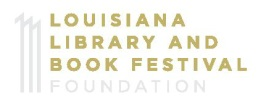 LOUISIANA
LIBRARY AND
BOOK FESTIVAL
FOUNDATION